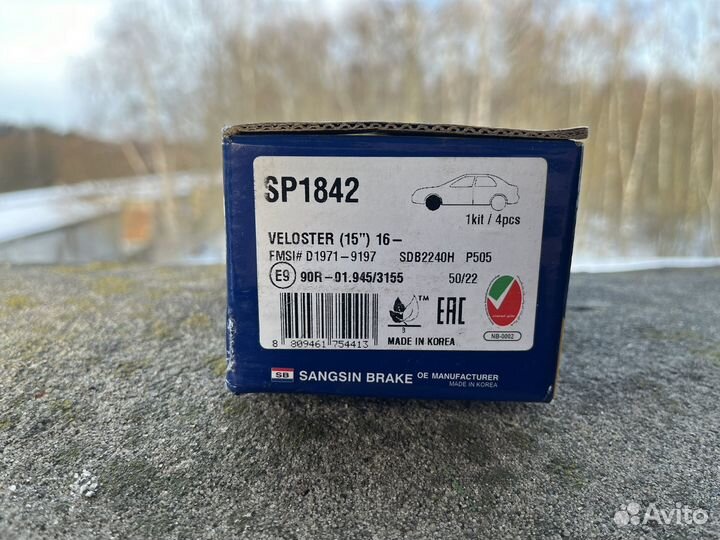 SP1842
1kit / 4pcs
VELOSTER (15") 16-
FMSI# D1971-9197 SDB2240H P505
E9 90R-01.945/3155 50/22
TM
B
EAC
8 809461 754413
MADE IN KOREA
NB-0002
SB SANGSIN BRAKE OE MANUFACTURER
MADE IN KOREA
Avito